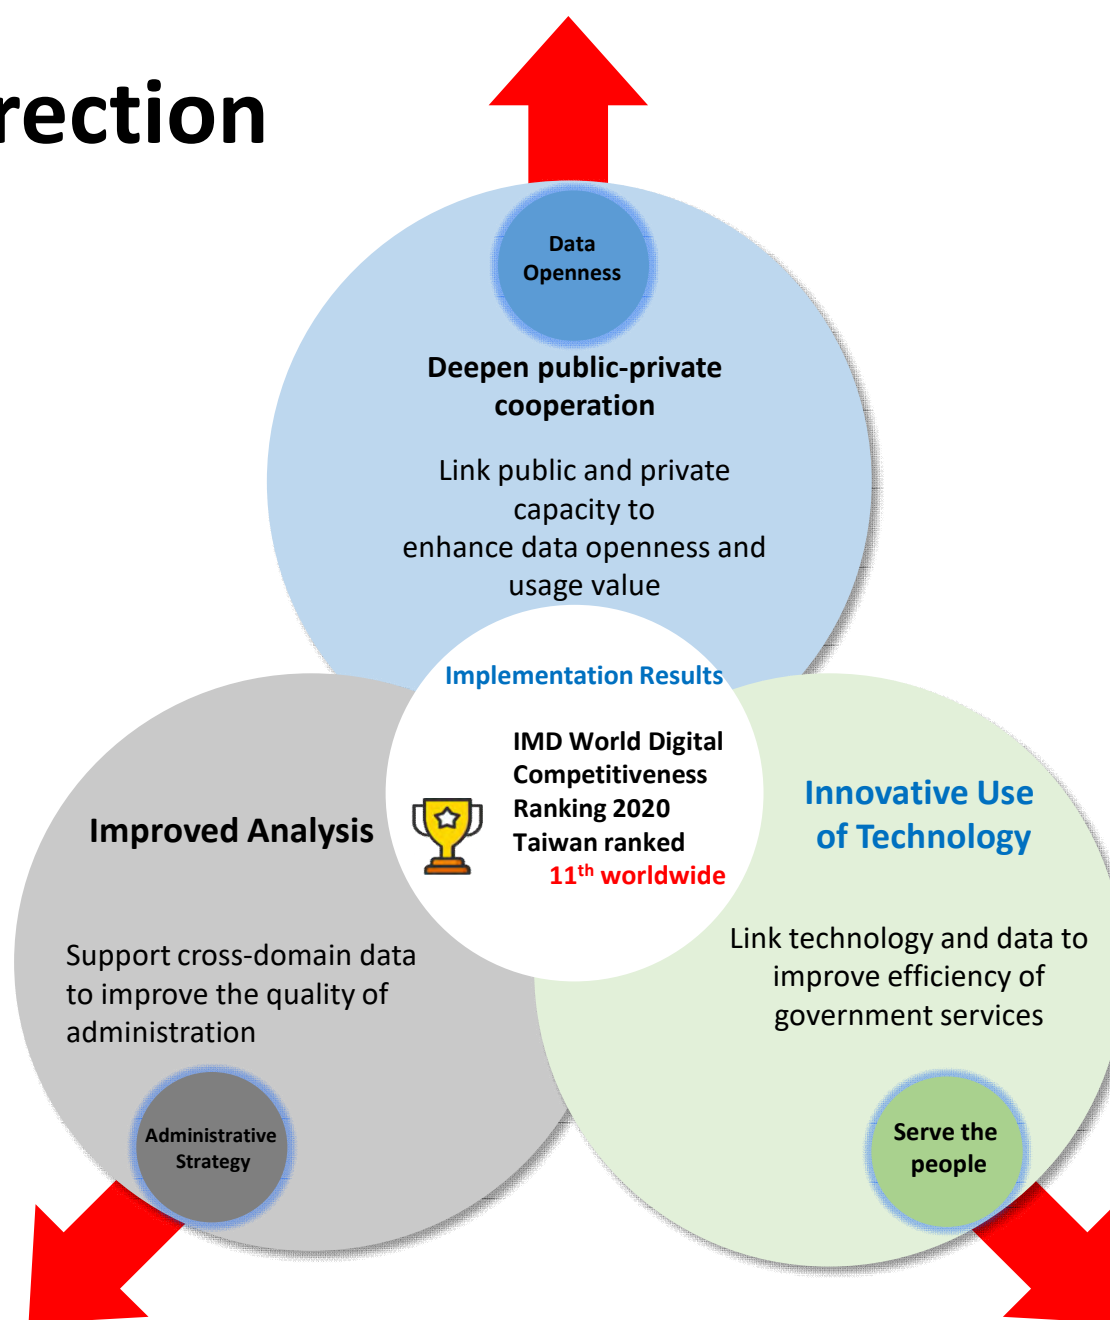 rection
Data
Openness
Deepen public-private
cooperation
Link public and private
capacity to
enhance data openness and
usage value
Implementation Results
IMD World Digital
Competitiveness
Ranking 2020
Taiwan ranked
11th worldwide
Improved Analysis
Support cross-domain data
to improve the quality of
administration
Administrative
Strategy
Innovative Use
of Technology
Link technology and data to
improve efficiency of
government services
Serve the
people